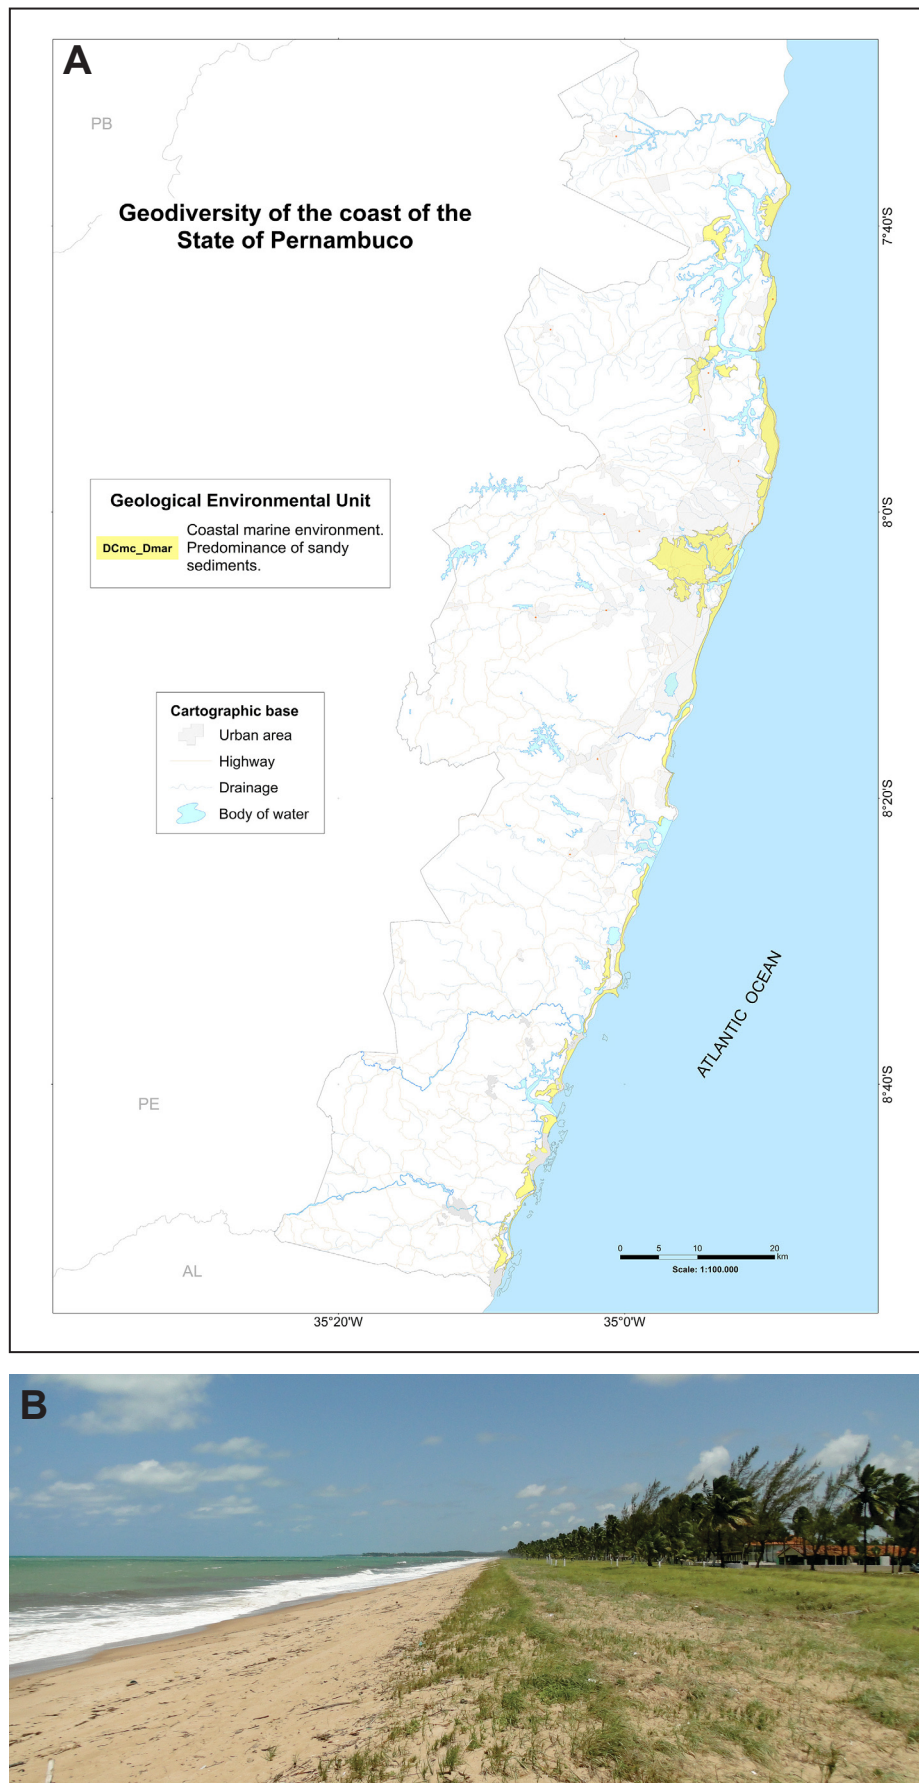 A
PB
Geodiversity of the coast of the
State of Pernambuco
7°40'S
Geological Environmental Unit
DCmc_Dmar
Coastal marine environment.
Predominance of sandy
sediments.
8°0'S
Cartographic base
Urban area
Highway
Drainage
Body of water
8°20'S
ATLANTIC OCEAN
8°40'S
PE
AL
0 5 10 20
km
Scale: 1:100.000
35°20'W
35°0'W
B